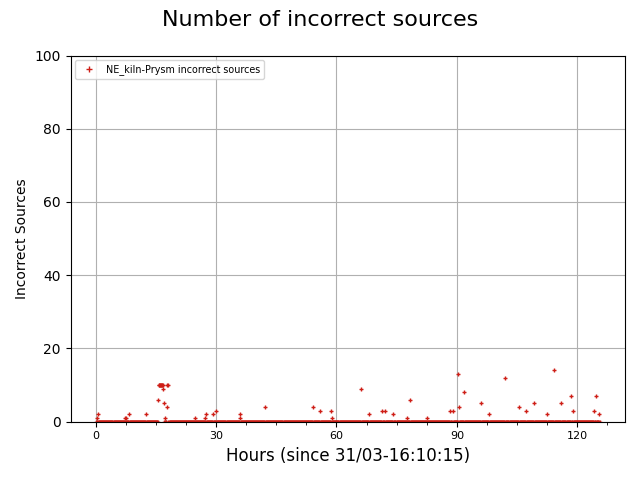 Number of incorrect sources
NE_kiln-Prysm incorrect sources
100
80
60
40
20
0
Incorrect Sources
0 30 60 90 120
Hours (since 31/03-16:10:15)